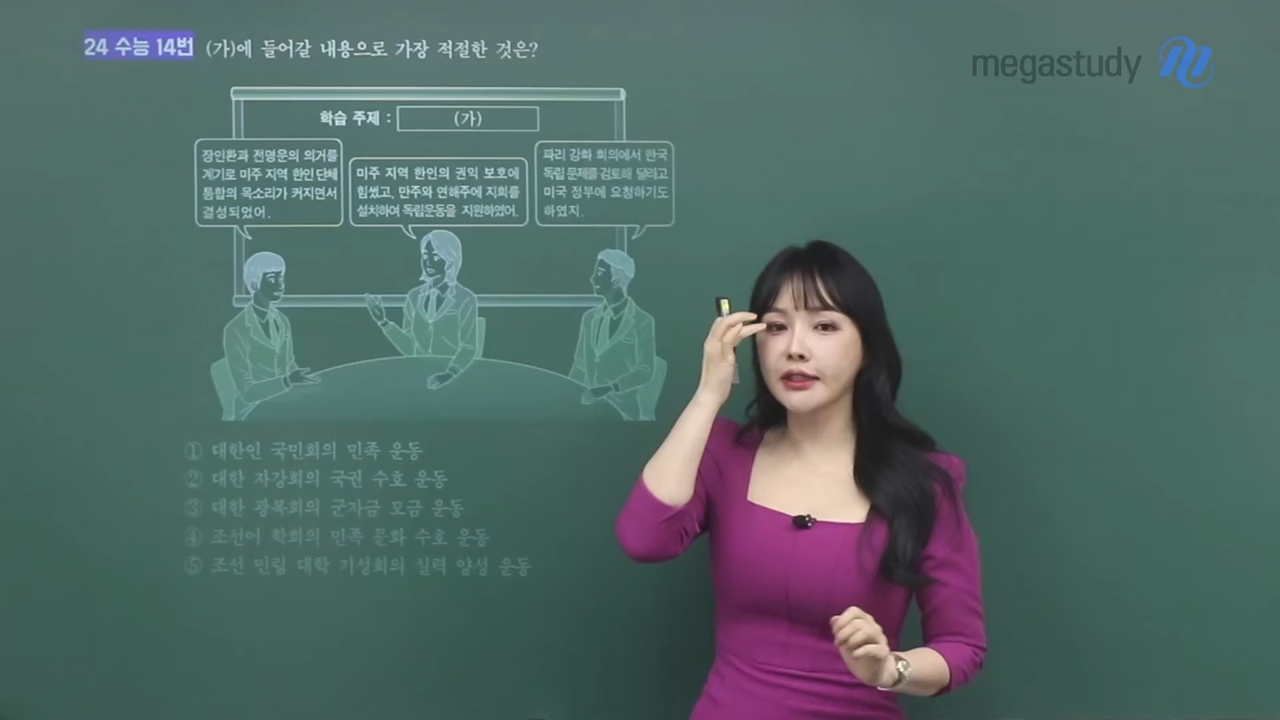 24 수능 14번 (가)에 들어갈 내용으로 가장 적절한 것은?
megastudy
학습 주제 : (가)
장인환과 전명운의 의거를
계기로 미주 지역 한인 단체
통합의 목소리가 커지면서
결성되었어.
미주 지역 한인의 권익 보호에
힘썼고, 만주와 연해주에 지회를
설치하여 독립운동을 지원하였어.
파리 강화 회의에서 한국
독립 문제를 검토해 달라고
미국 정부에 요청하기도
하였지.
① 대한인 국민회의 민족 운동
② 대한 자강회의 국권 수호 운동
③ 대한 광복회의 군자금 모금 운동
④ 조선어 학회의 민족 문화 수호 운동
⑤ 조선 민립 대학 기성회의 실력 양성 운동